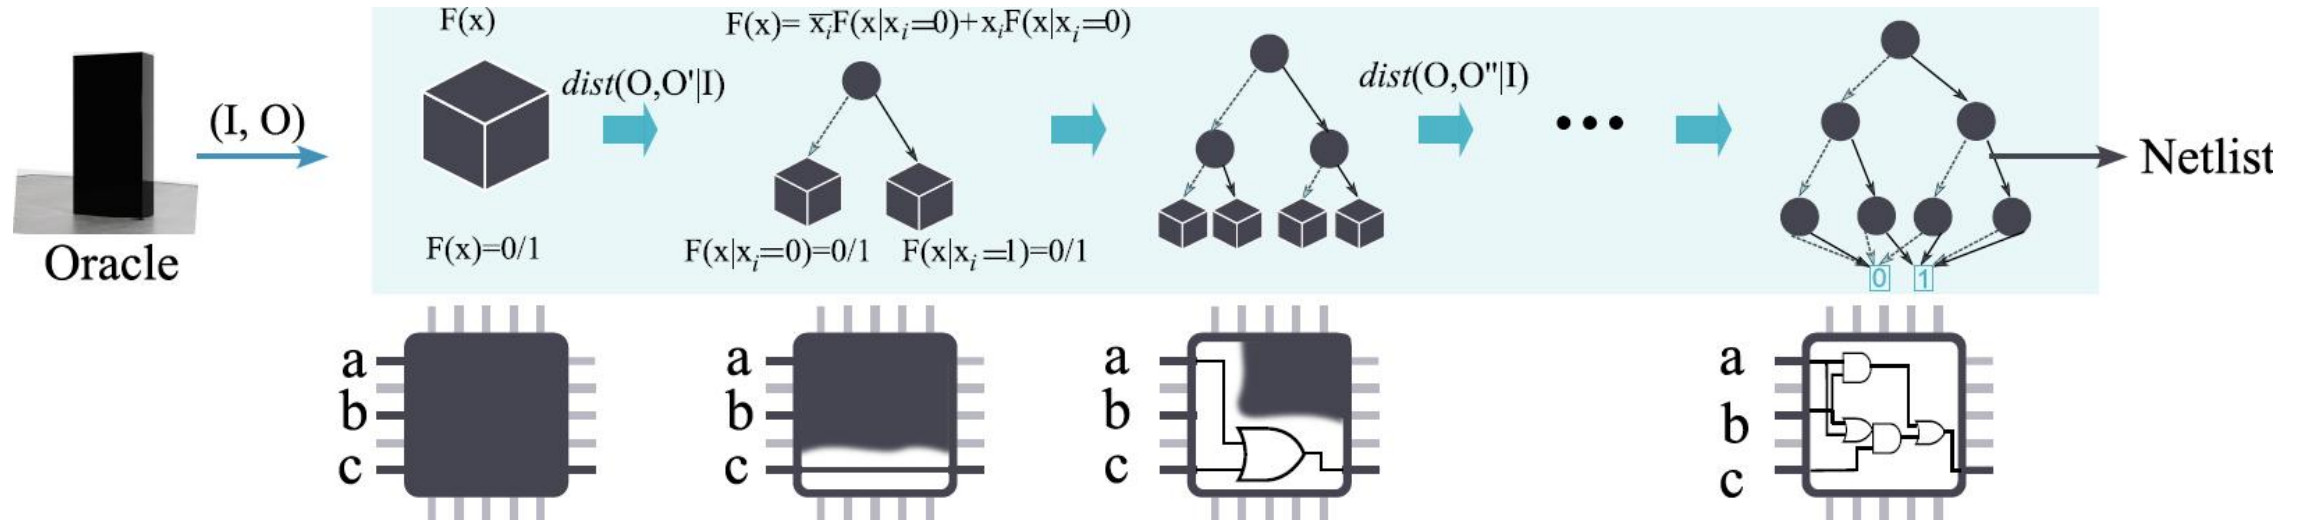 F(x)
F(x)= x̅ᵢF(x|xᵢ=0)+xᵢF(x|xᵢ=0)
dist(O,O'|I)
dist(O,O''|I)
(I, O)
Netlist
Oracle
F(x)=0/1
F(x|xᵢ=0)=0/1
F(x|xᵢ=1)=0/1
0
1
a
b
c
a
b
c
a
b
c
a
b
c